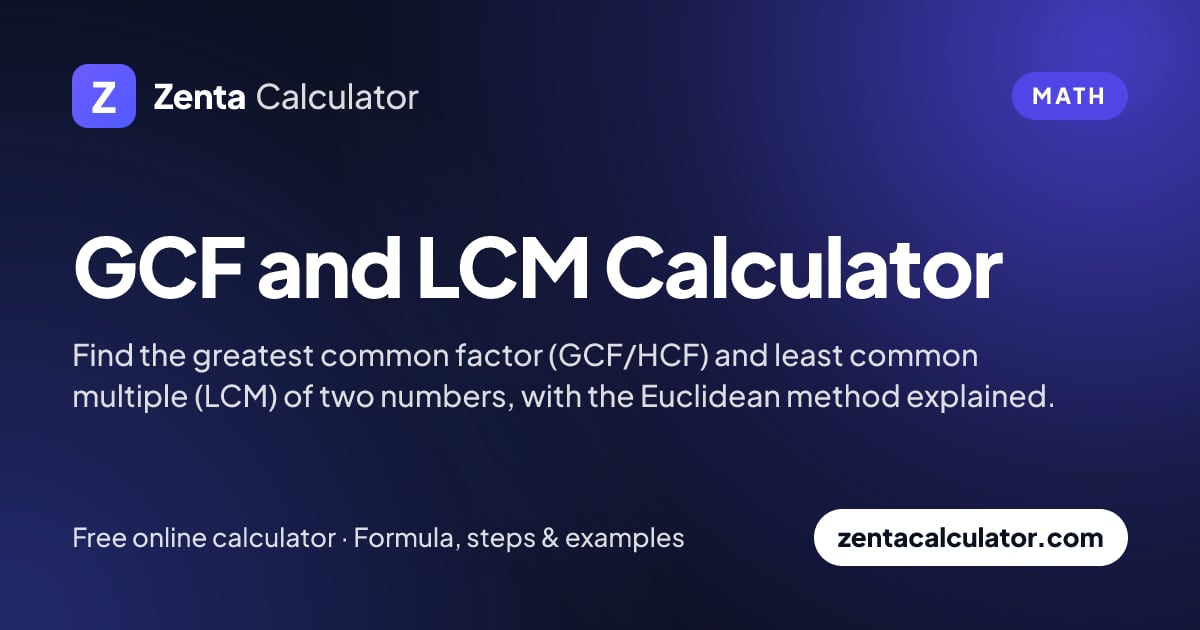 Z
Zenta Calculator
MATH
GCF and LCM Calculator
Find the greatest common factor (GCF/HCF) and least common
multiple (LCM) of two numbers, with the Euclidean method explained.
Free online calculator · Formula, steps & examples
zentacalculator.com